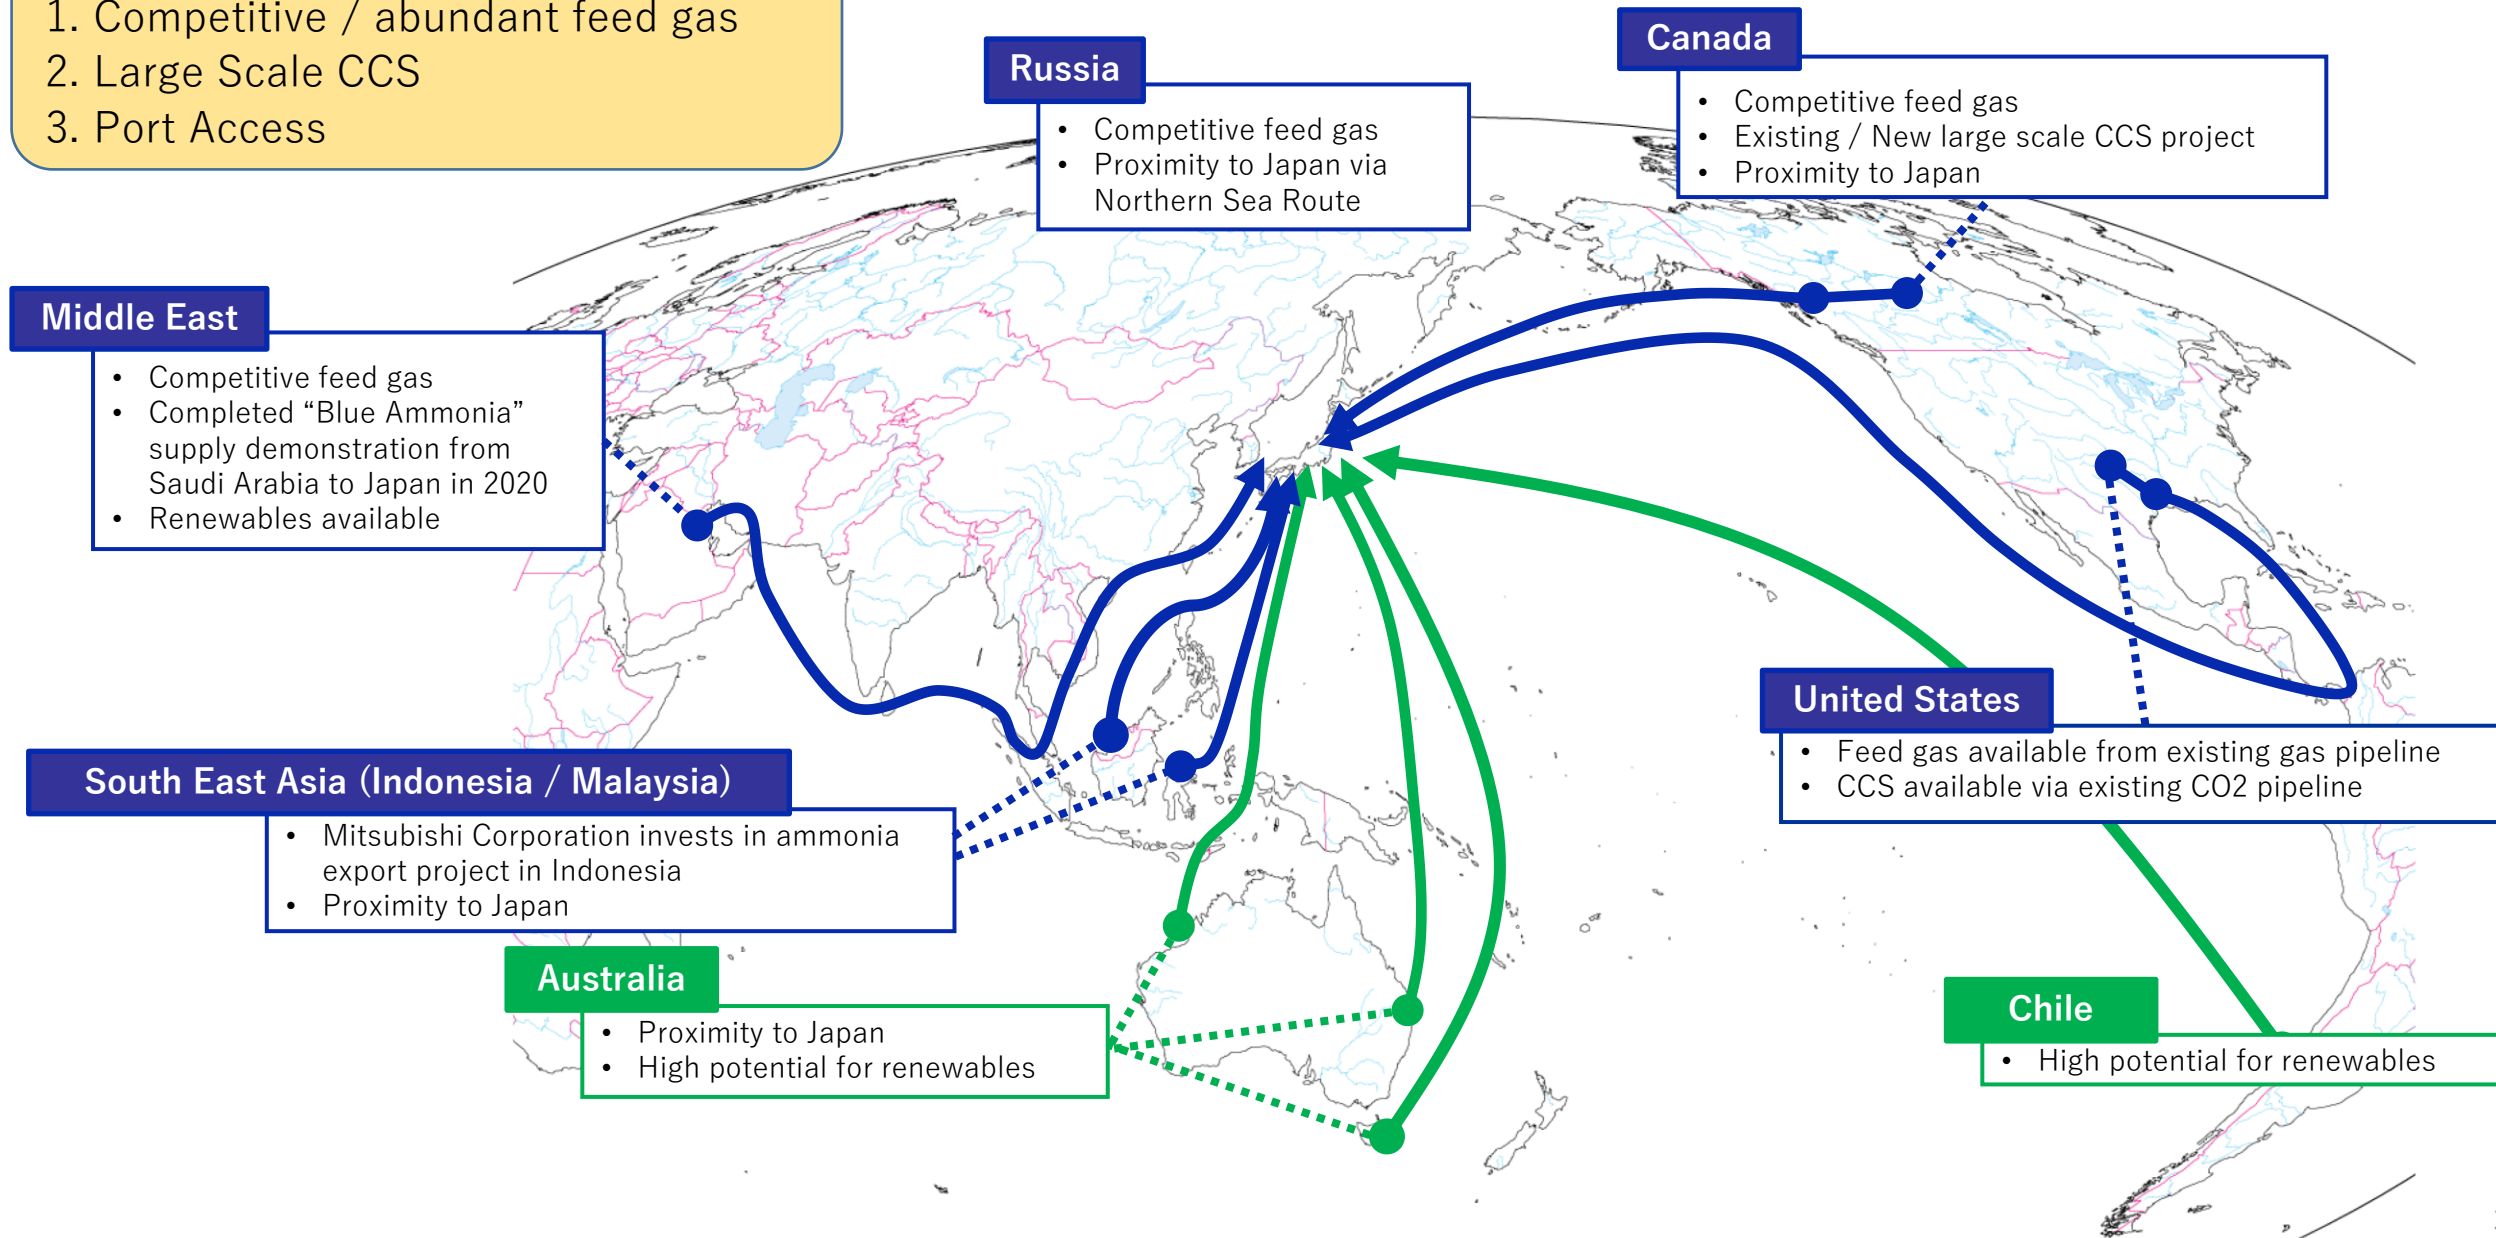 1. Competitive / abundant feed gas
2. Large Scale CCS
3. Port Access
Russia
• Competitive feed gas
• Proximity to Japan via
Northern Sea Route
Canada
• Competitive feed gas
• Existing / New large scale CCS project
• Proximity to Japan
Middle East
• Competitive feed gas
• Completed “Blue Ammonia”
supply demonstration from
Saudi Arabia to Japan in 2020
• Renewables available
United States
• Feed gas available from existing gas pipeline
• CCS available via existing CO2 pipeline
South East Asia (Indonesia / Malaysia)
• Mitsubishi Corporation invests in ammonia
export project in Indonesia
• Proximity to Japan
Australia
• Proximity to Japan
• High potential for renewables
Chile
• High potential for renewables